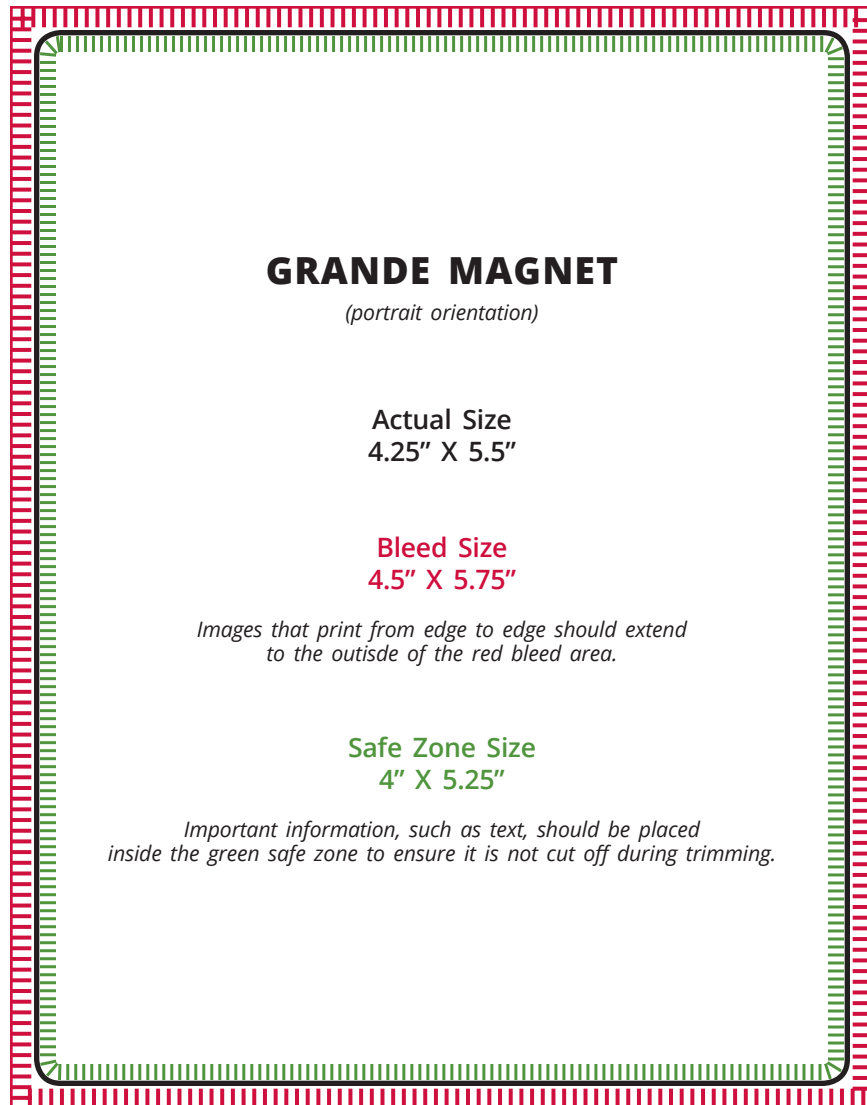 GRANDE MAGNET
(portrait orientation)
Actual Size
4.25” X 5.5”
Bleed Size
4.5” X 5.75”
Images that print from edge to edge should extend
to the outisde of the red bleed area.
Safe Zone Size
4” X 5.25”
Important information, such as text, should be placed
inside the green safe zone to ensure it is not cut off during trimming.